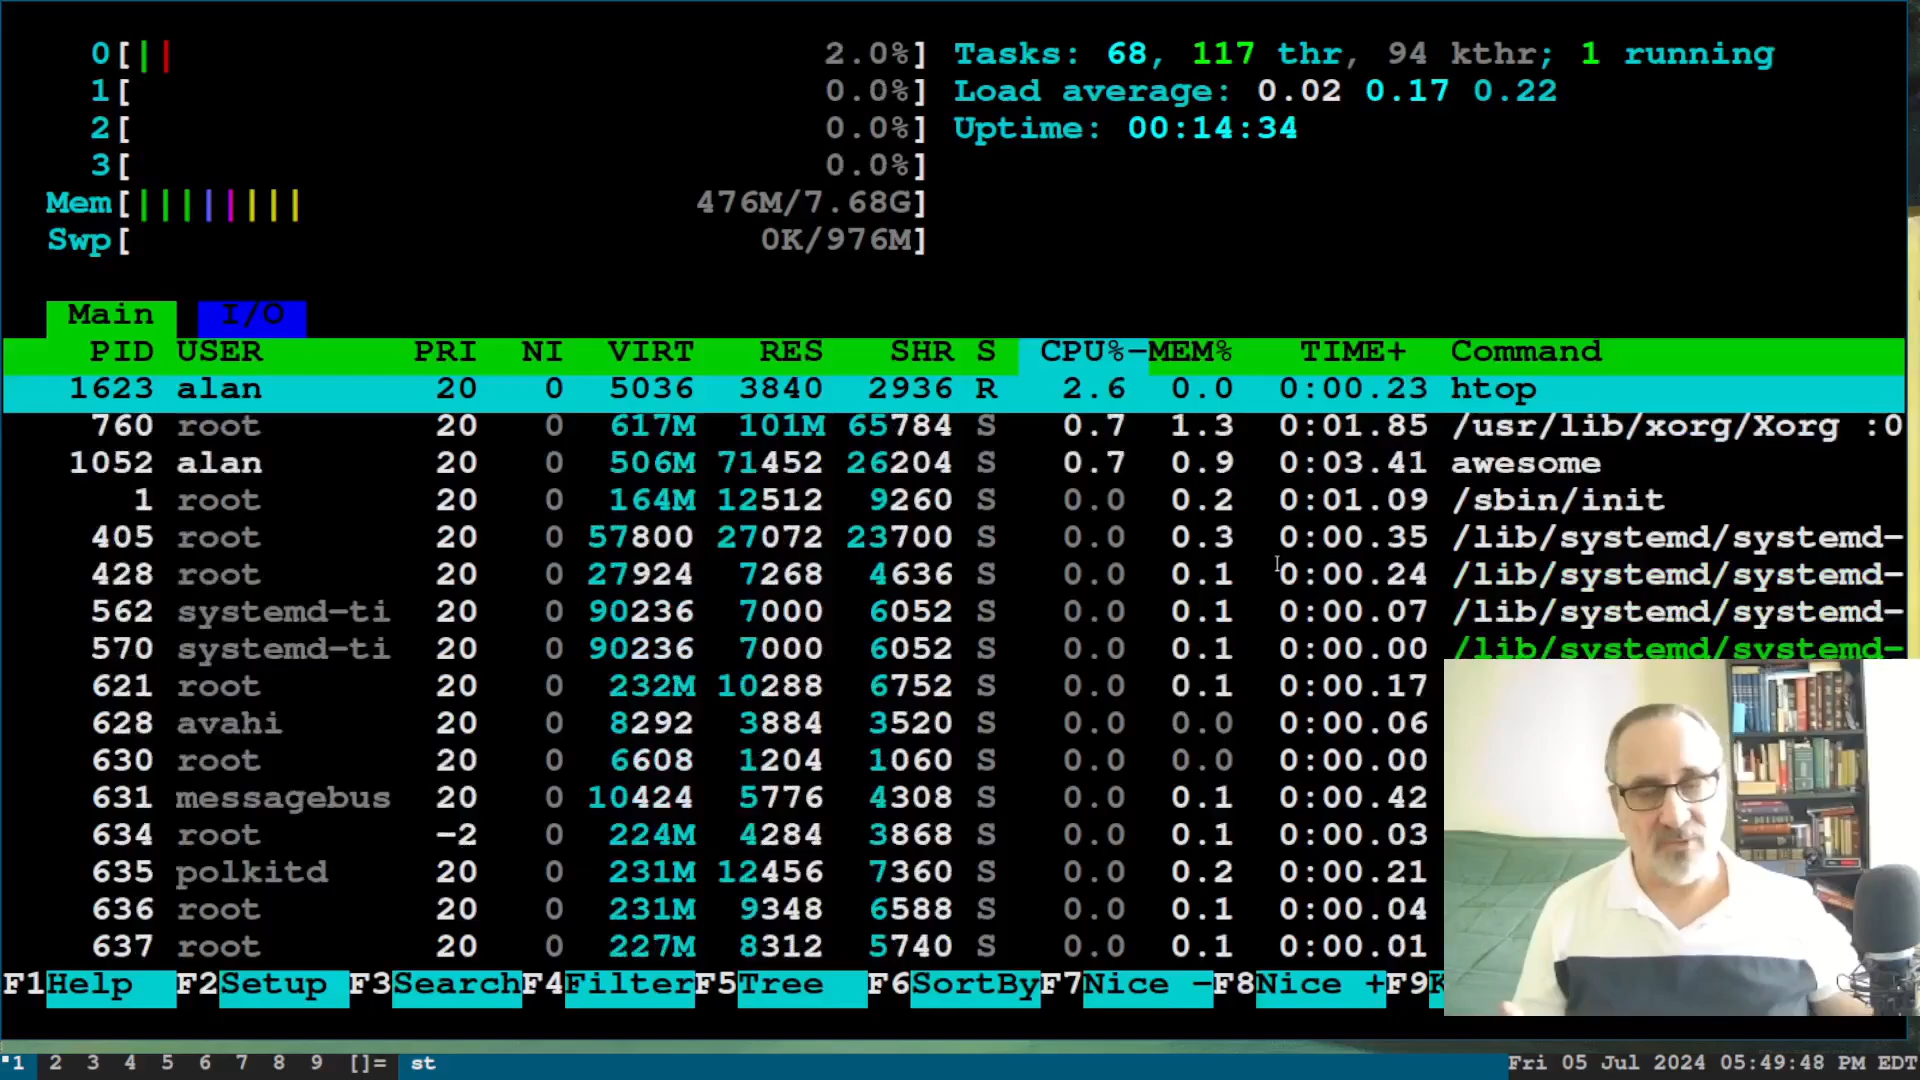 0[|| 2.0%] Tasks: 68, 117 thr, 94 kthr; 1 running
1[ 0.0%] Load average: 0.02 0.17 0.22
2[ 0.0%] Uptime: 00:14:34
3[ 0.0%]
Mem[|||||||| 476M/7.68G]
Swp[ 0K/976M]
Main I/O
PID USER PRI NI VIRT RES SHR S CPU%-MEM% TIME+ Command
1623 alan 20 0 5036 3840 2936 R 2.6 0.0 0:00.23 htop
760 root 20 0 617M 101M 65784 S 0.7 1.3 0:01.85 /usr/lib/xorg/Xorg :0
1052 alan 20 0 506M 71452 26204 S 0.7 0.9 0:03.41 awesome
1 root 20 0 164M 12512 9260 S 0.0 0.2 0:01.09 /sbin/init
405 root 20 0 57800 27072 23700 S 0.0 0.3 0:00.35 /lib/systemd/systemd-
428 root 20 0 27924 7268 4636 S 0.0 0.1 0:00.24 /lib/systemd/systemd-
562 systemd-ti 20 0 90236 7000 6052 S 0.0 0.1 0:00.07 /lib/systemd/systemd-
570 systemd-ti 20 0 90236 7000 6052 S 0.0 0.1 0:00.00 /lib/systemd/systemd-
621 root 20 0 232M 10288 6752 S 0.0 0.1 0:00.17
628 avahi 20 0 8292 3884 3520 S 0.0 0.0 0:00.06
630 root 20 0 6608 1204 1060 S 0.0 0.0 0:00.00
631 messagebus 20 0 10424 5776 4308 S 0.0 0.1 0:00.42
634 root -2 0 224M 4284 3868 S 0.0 0.1 0:00.03
635 polkitd 20 0 231M 12456 7360 S 0.0 0.2 0:00.21
636 root 20 0 231M 9348 6588 S 0.0 0.1 0:00.04
637 root 20 0 227M 8312 5740 S 0.0 0.1 0:00.01
F1Help F2Setup F3SearchF4FilterF5Tree F6SortByF7Nice -F8Nice +F9K
1 2 3 4 5 6 7 8 9 []= st Fri 05 Jul 2024 05:49:48 PM EDT